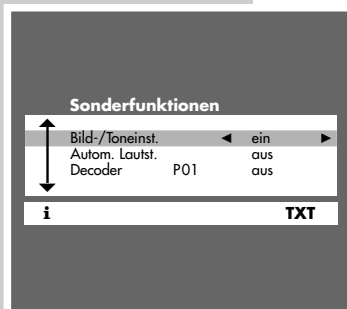 Sonderfunktionen
Bild-/Toneinst. ◄ ein ►
Autom. Lautst. aus
Decoder P01 aus
i TXT